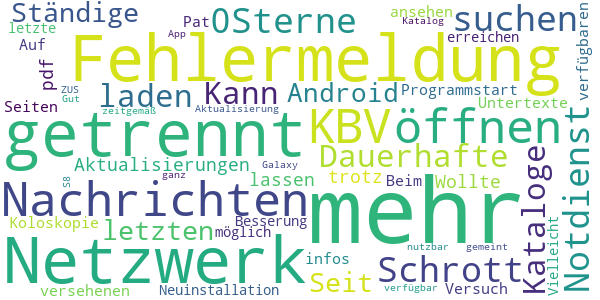 Ständige
Pat
OSterne
suchen
ansehen
Katalog
verfügbaren
letzte
Auf
App
erreichen
Fehlermeldung
pdf
ZUS
Gut
laden
Kann
Android
Programmstart
Seiten
zeitgemäß
Aktualisierung
Untertexte
getrennt
KBV
öffnen
Notdienst
Dauerhafte
Aktualisierungen
Galaxy
Kataloge
S8
ganz
lassen
trotz
Beim
Wollte
Nachrichten
mehr
Koloskopie
letzten
Besserung
möglich
Vielleicht
Netzwerk
infos
Seit
nutzbar
gemeint
Schrott
versehenen
Neuinstallation
verfügbar
Versuch